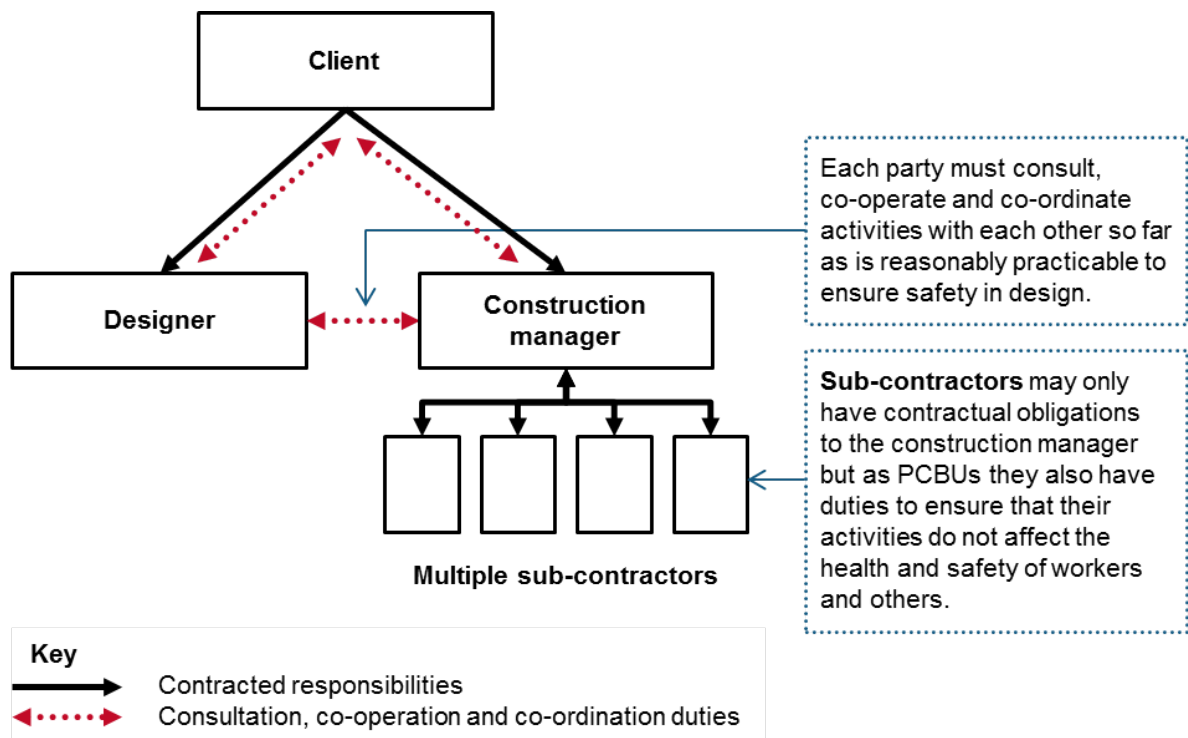 Client
Each party must consult,
co-operate and co-ordinate
activities with each other so far
as is reasonably practicable to
ensure safety in design.
Designer
Construction
manager
Sub-contractors may only
have contractual obligations
to the construction manager
but as PCBUs they also have
duties to ensure that their
activities do not affect the
health and safety of workers
and others.
Multiple sub-contractors
Key
Contracted responsibilities
Consultation, co-operation and co-ordination duties